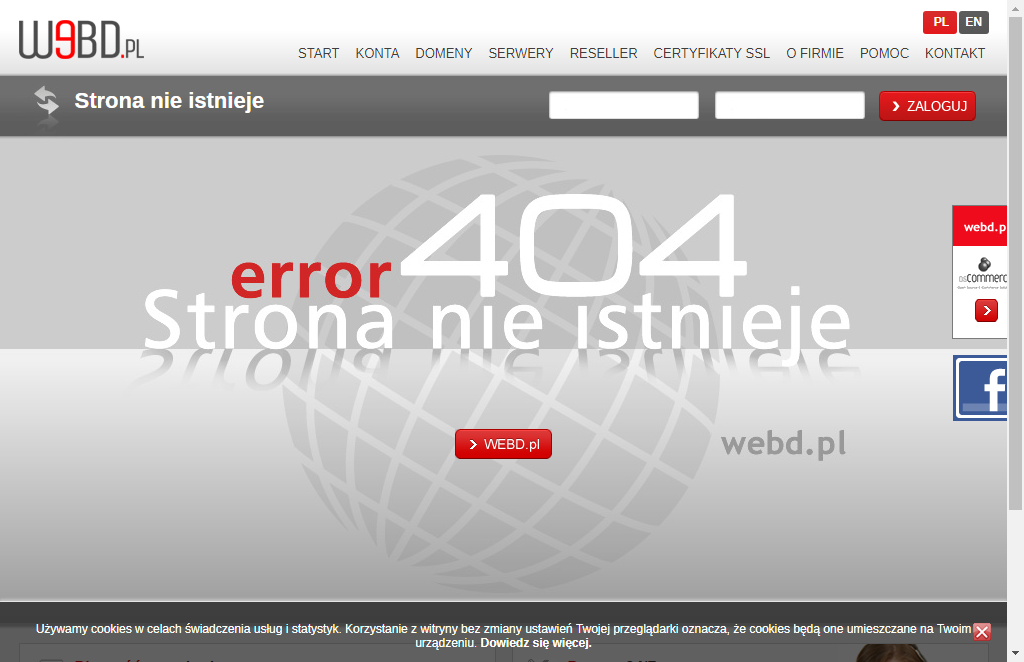 WEBD.PL
PL EN
START KONTA DOMENY SERWERY RESELLER CERTYFIKATY SSL O FIRMIE POMOC KONTAKT
Strona nie istnieje
ZALOGUJ
error 404
Strona nie istnieje
webd.p
WEBD.pl
webd.pl
Używamy cookies w celach świadczenia usług i statystyk. Korzystanie z witryny bez zmiany ustawień Twojej przeglądarki oznacza, że cookies będą one umieszczane na Twoim
urządzeniu. Dowiedz się więcej.